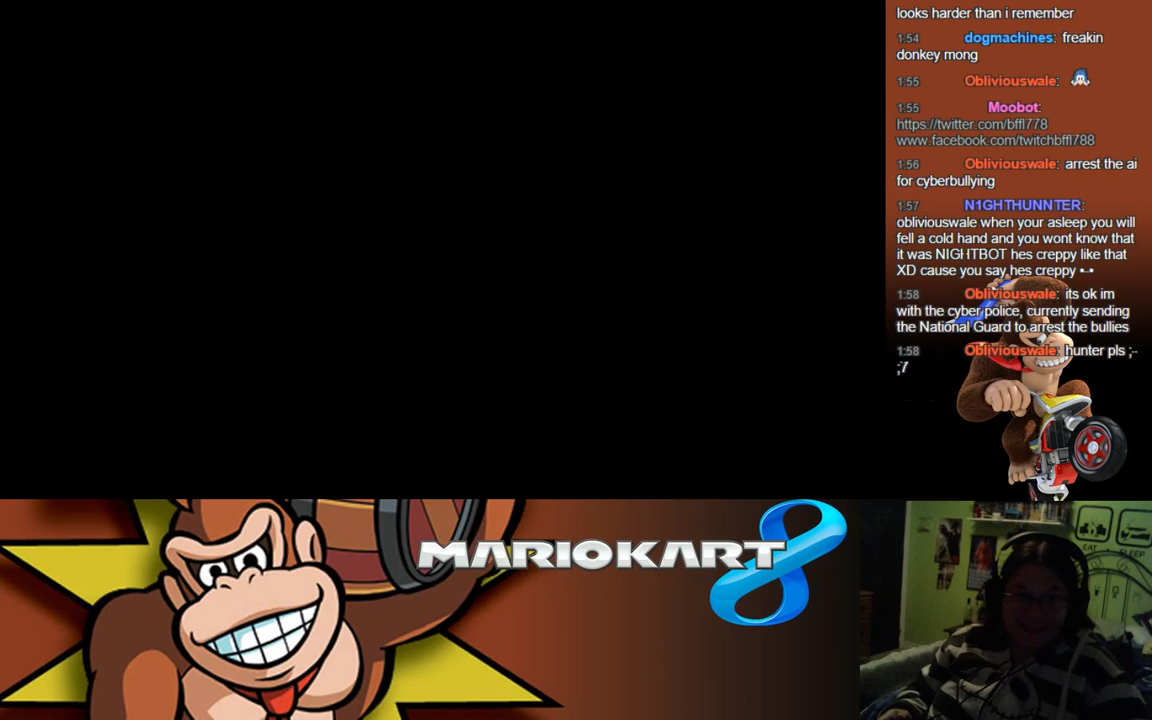 looks harder than i remember
1:54 dogmachines: freakin
donkey mong
1:55 Obliviouswale:
1:55 Moobot:
https://twitter.com/bffl778
www.facebook.com/twitchbffl788
1:56 Obliviouswale: arrest the ai
for cyberbullying
1:57 N1GHTHUNNTER:
obliviouswale when your asleep you will
fell a cold hand and you wont know that
it was NIGHTBOT hes creppy like that
XD cause you say hes creppy •-•
1:58 Obliviouswale: its ok im
with the cyber police, currently sending
the National Guard to arrest the bullies
1:58 Obliviouswale: hunter pls ;-
;7
MARIOKART 8
EAT SLEEP